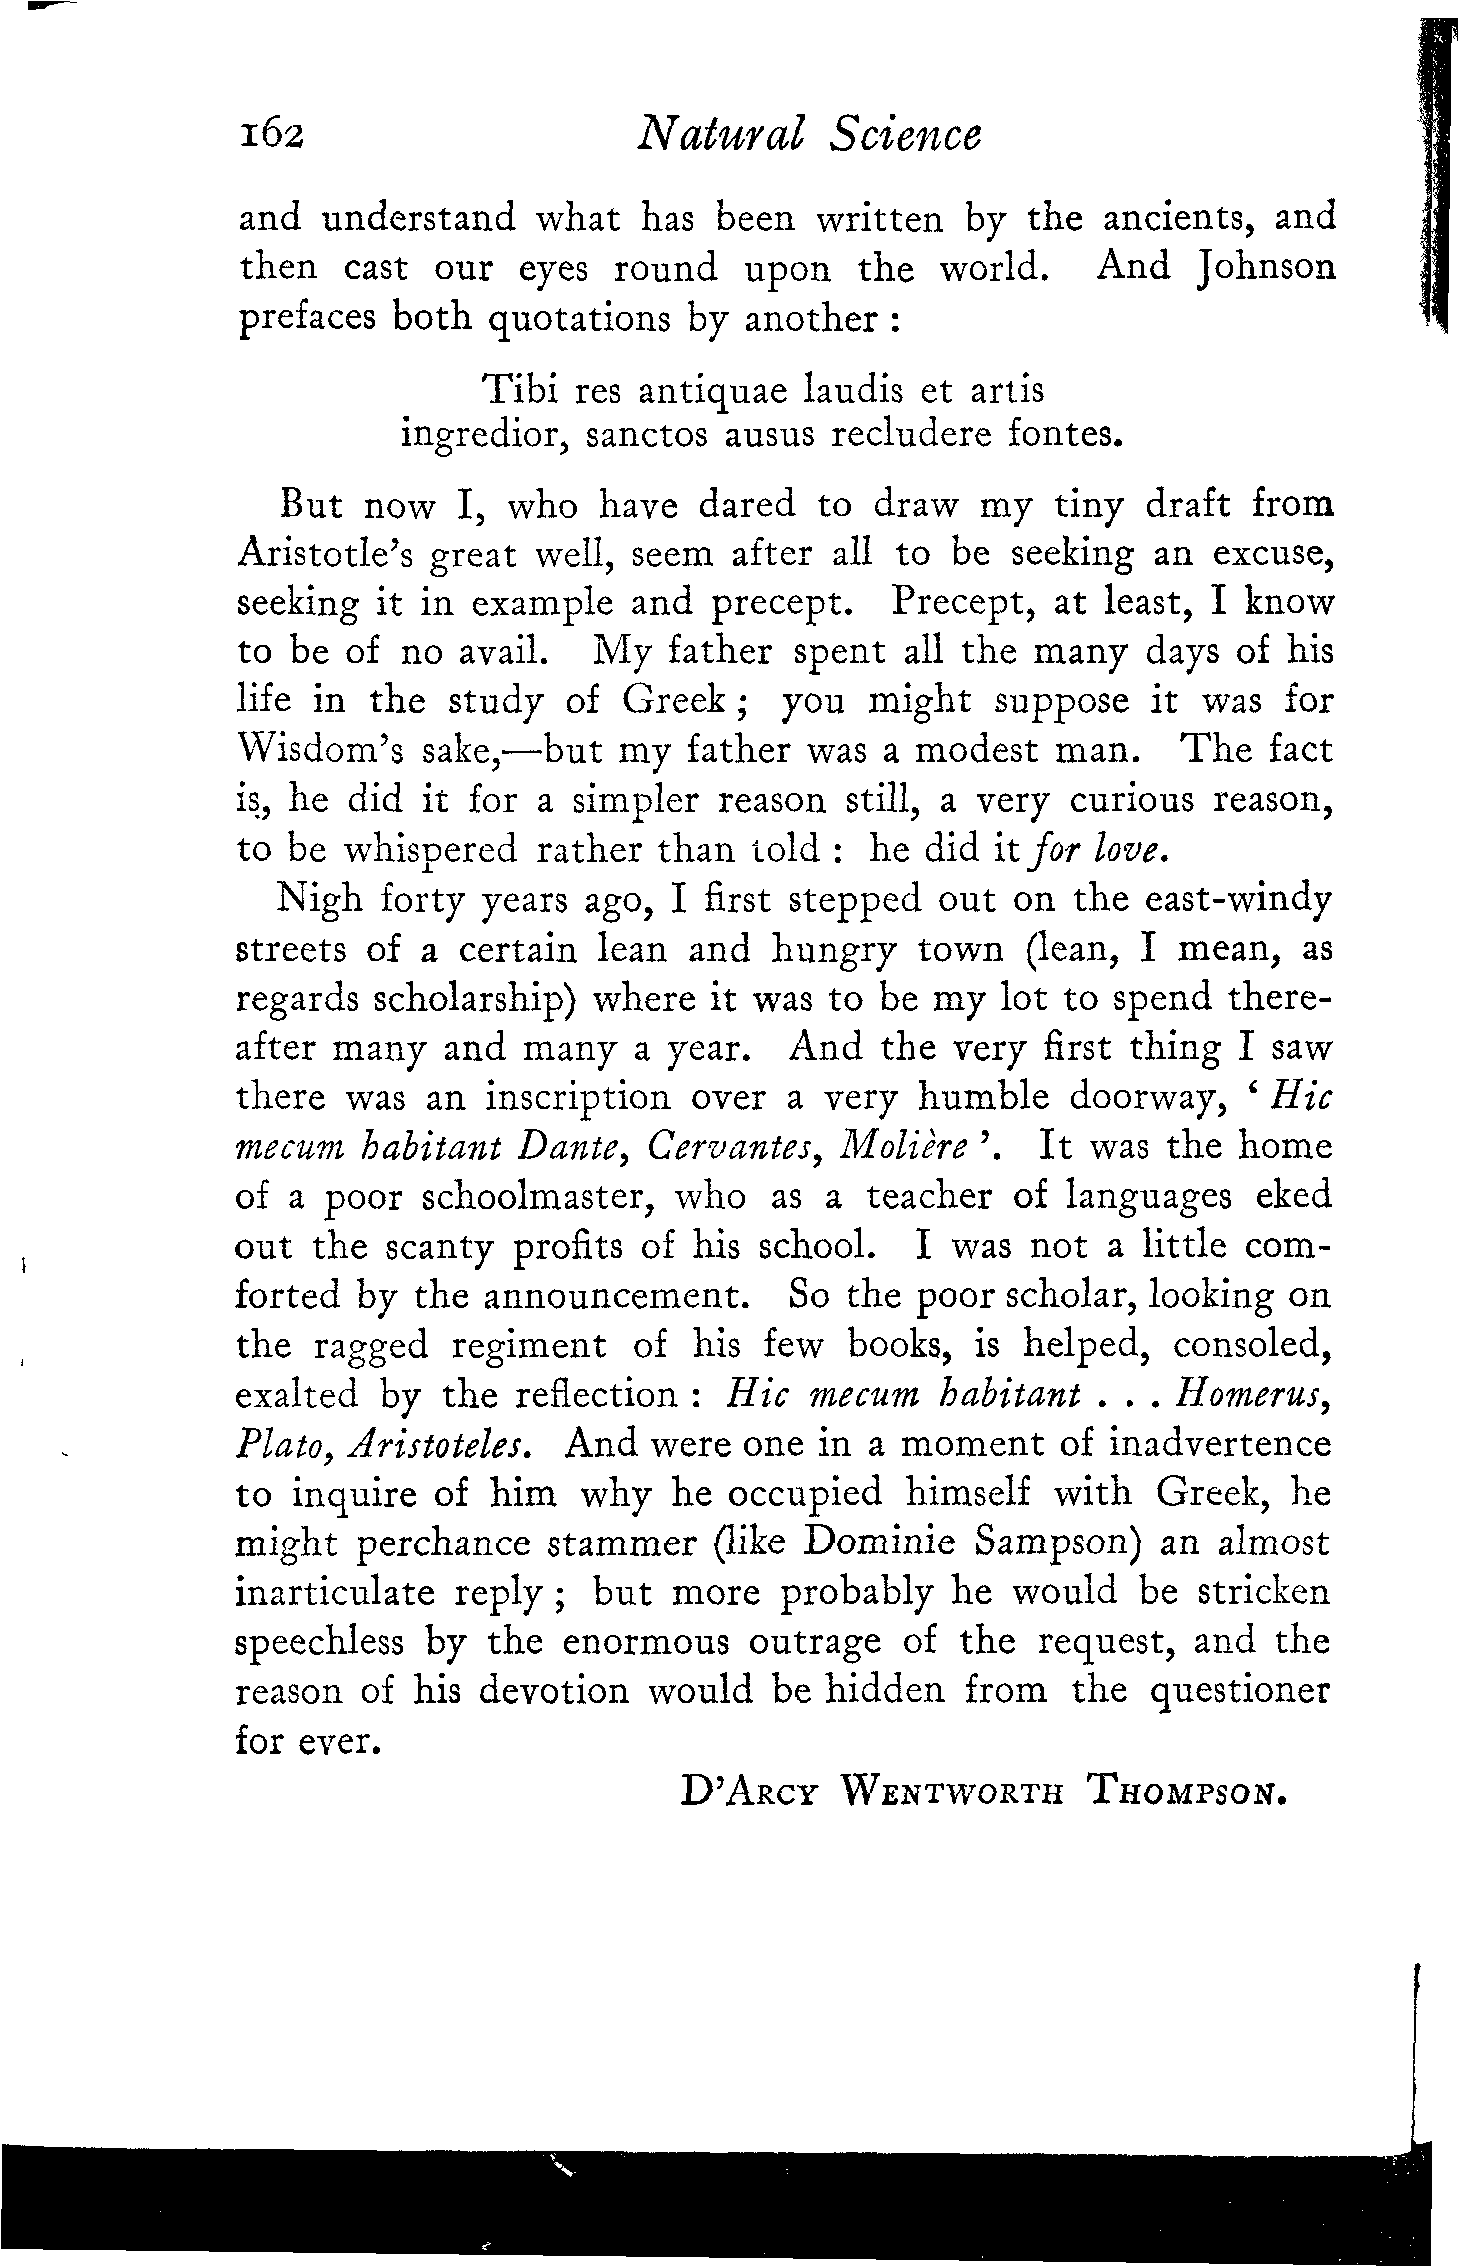 162 Natural Science
and understand what has been written by the ancients, and
then cast our eyes round upon the world. And Johnson
prefaces both quotations by another :
Tibi res antiquae laudis et artis
ingredior, sanctos ausus recludere fontes.
But now I, who have dared to draw my tiny draft from
Aristotle's great well, seem after all to be seeking an excuse,
seeking it in example and precept. Precept, at least, I know
to be of no avail. My father spent all the many days of his
life in the study of Greek ; you might suppose it was for
Wisdom's sake,—but my father was a modest man. The fact
is, he did it for a simpler reason still, a very curious reason,
to be whispered rather than told : he did it for love.
Nigh forty years ago, I first stepped out on the east-windy
streets of a certain lean and hungry town (lean, I mean, as
regards scholarship) where it was to be my lot to spend there-
after many and many a year. And the very first thing I saw
there was an inscription over a very humble doorway, ‘ Hic
mecum habitant Dante, Cervantes, Molière ’. It was the home
of a poor schoolmaster, who as a teacher of languages eked
out the scanty profits of his school. I was not a little com-
forted by the announcement. So the poor scholar, looking on
the ragged regiment of his few books, is helped, consoled,
exalted by the reflection : Hic mecum habitant . . . Homerus,
Plato, Aristoteles. And were one in a moment of inadvertence
to inquire of him why he occupied himself with Greek, he
might perchance stammer (like Dominie Sampson) an almost
inarticulate reply ; but more probably he would be stricken
speechless by the enormous outrage of the request, and the
reason of his devotion would be hidden from the questioner
for ever.
D'ARCY WENTWORTH THOMPSON.